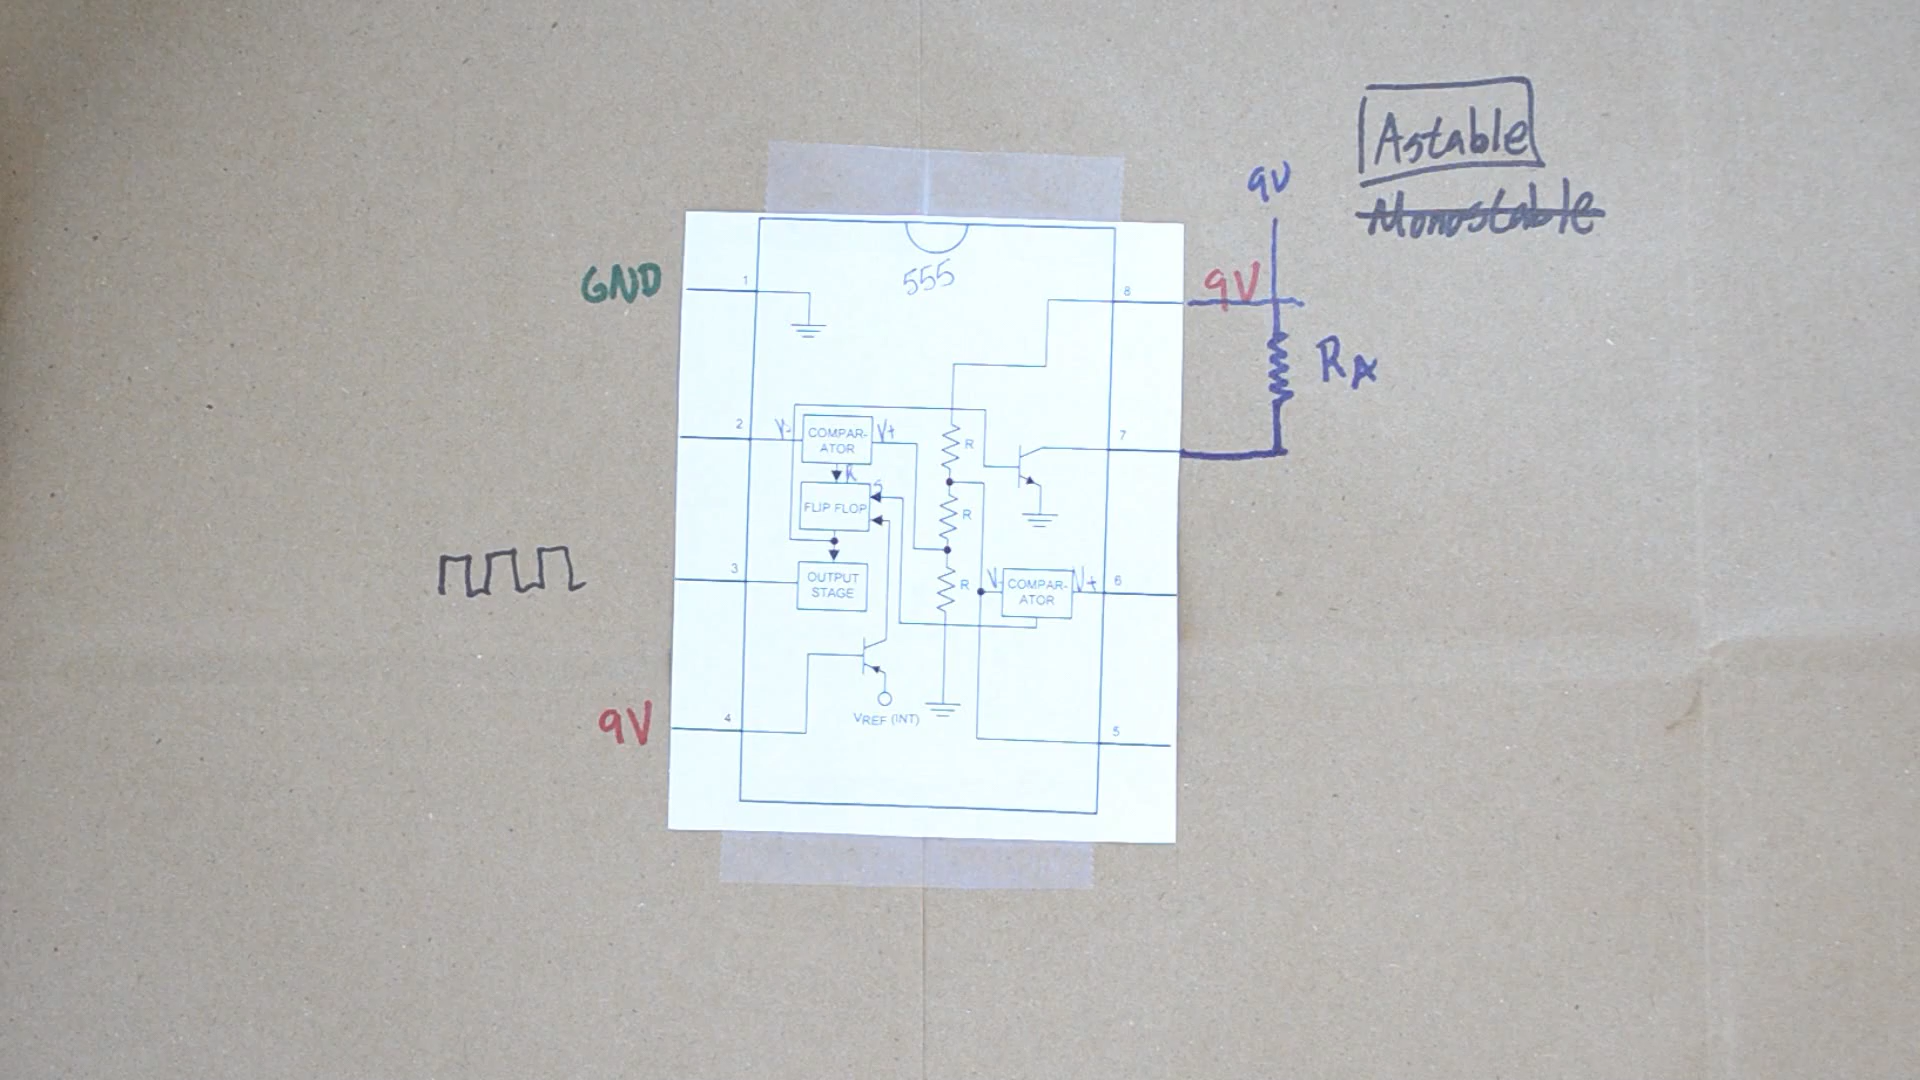 Astable
Monostable
9V
GND
1
555
8
9V
RA
2
V-
COMPAR-
ATOR
V+
R
7
R
S
FLIP FLOP
R
3
OUTPUT
STAGE
R
V-
COMPAR-
ATOR
V+
6
9V
4
VREF (INT)
5